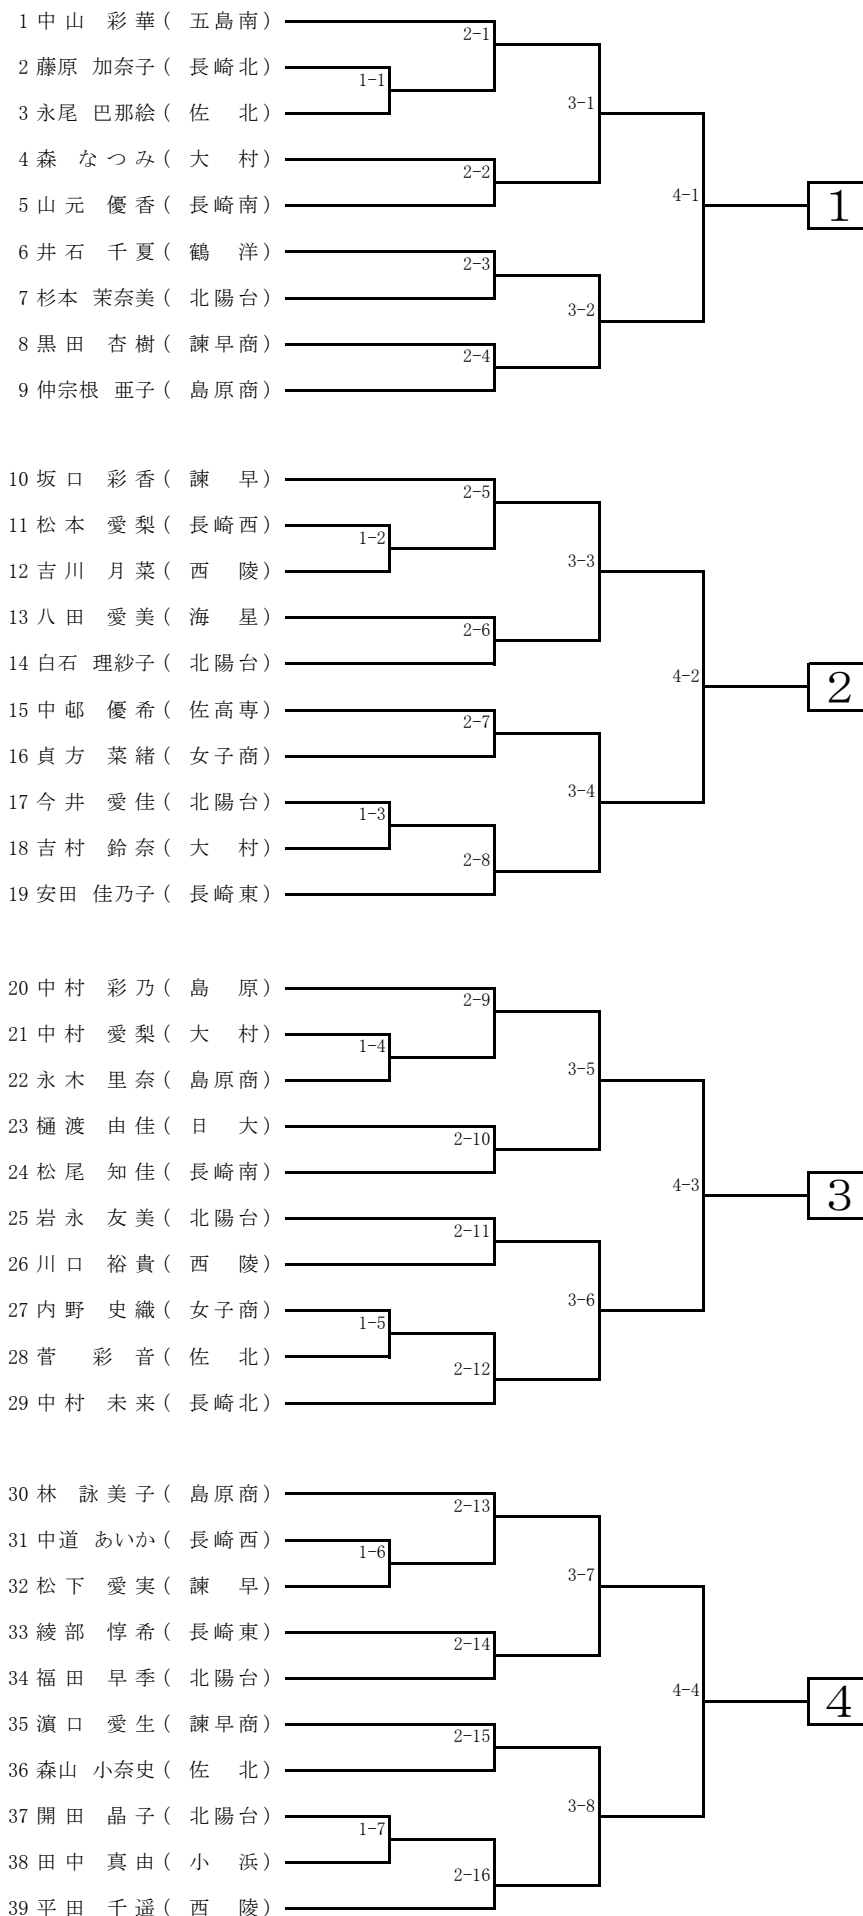 1 中山 彩華 ( 五島南 )
2-1
2 藤原 加奈子 ( 長崎北 )
1-1
3 永尾 巴那絵 ( 佐 北 )
3-1
4 森 なつみ ( 大 村 )
2-2
5 山元 優香 ( 長崎南 )
4-1
1
6 井石 千夏 ( 鶴 洋 )
2-3
7 杉本 茉奈美 ( 北陽台 )
3-2
8 黒田 杏樹 ( 諫早商 )
2-4
9 仲宗根 亜子 ( 島原商 )
10 坂口 彩香 ( 諫 早 )
2-5
11 松本 愛梨 ( 長崎西 )
1-2
12 吉川 月菜 ( 西 陵 )
3-3
13 八田 愛美 ( 海 星 )
2-6
14 白石 理紗子 ( 北陽台 )
4-2
2
15 中邨 優希 ( 佐高専 )
2-7
16 貞方 菜緒 ( 女子商 )
3-4
17 今井 愛佳 ( 北陽台 )
1-3
18 吉村 鈴奈 ( 大 村 )
2-8
19 安田 佳乃子 ( 長崎東 )
20 中村 彩乃 ( 島 原 )
2-9
21 中村 愛梨 ( 大 村 )
1-4
22 永木 里奈 ( 島原商 )
3-5
23 樋渡 由佳 ( 日 大 )
2-10
24 松尾 知佳 ( 長崎南 )
4-3
3
25 岩永 友美 ( 北陽台 )
2-11
26 川口 裕貴 ( 西 陵 )
3-6
27 内野 史織 ( 女子商 )
1-5
28 菅 彩音 ( 佐 北 )
2-12
29 中村 未来 ( 長崎北 )
30 林 詠美子 ( 島原商 )
2-13
31 中道 あいか ( 長崎西 )
1-6
32 松下 愛実 ( 諫 早 )
3-7
33 綾部 惇希 ( 長崎東 )
2-14
34 福田 早季 ( 北陽台 )
4-4
4
35 濵口 愛生 ( 諫早商 )
2-15
36 森山 小奈史 ( 佐 北 )
3-8
37 開田 晶子 ( 北陽台 )
1-7
38 田中 真由 ( 小 浜 )
2-16
39 平田 千遥 ( 西 陵 )